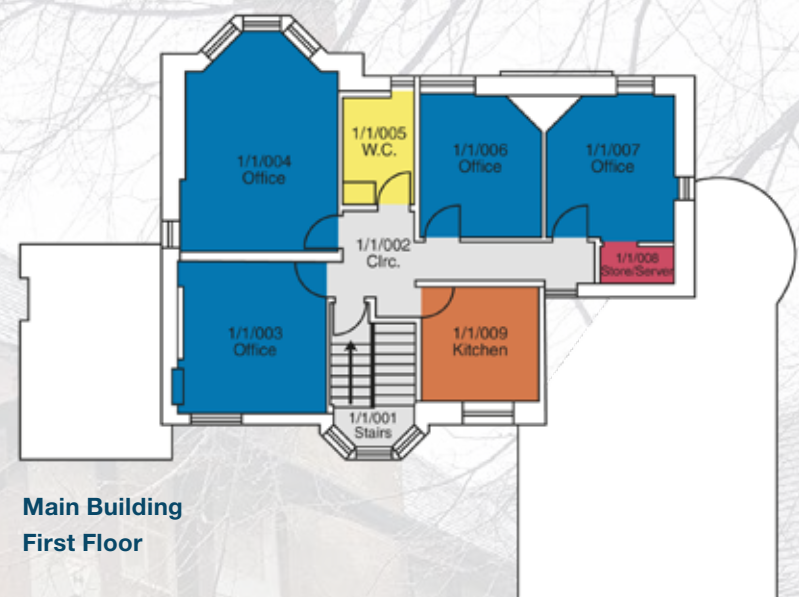 1/1/004
Office
1/1/005
W.C.
1/1/006
Office
1/1/007
Office
1/1/002
Circ.
1/1/008
Store/Server
1/1/003
Office
1/1/009
Kitchen
1/1/001
Stairs
Main Building
First Floor